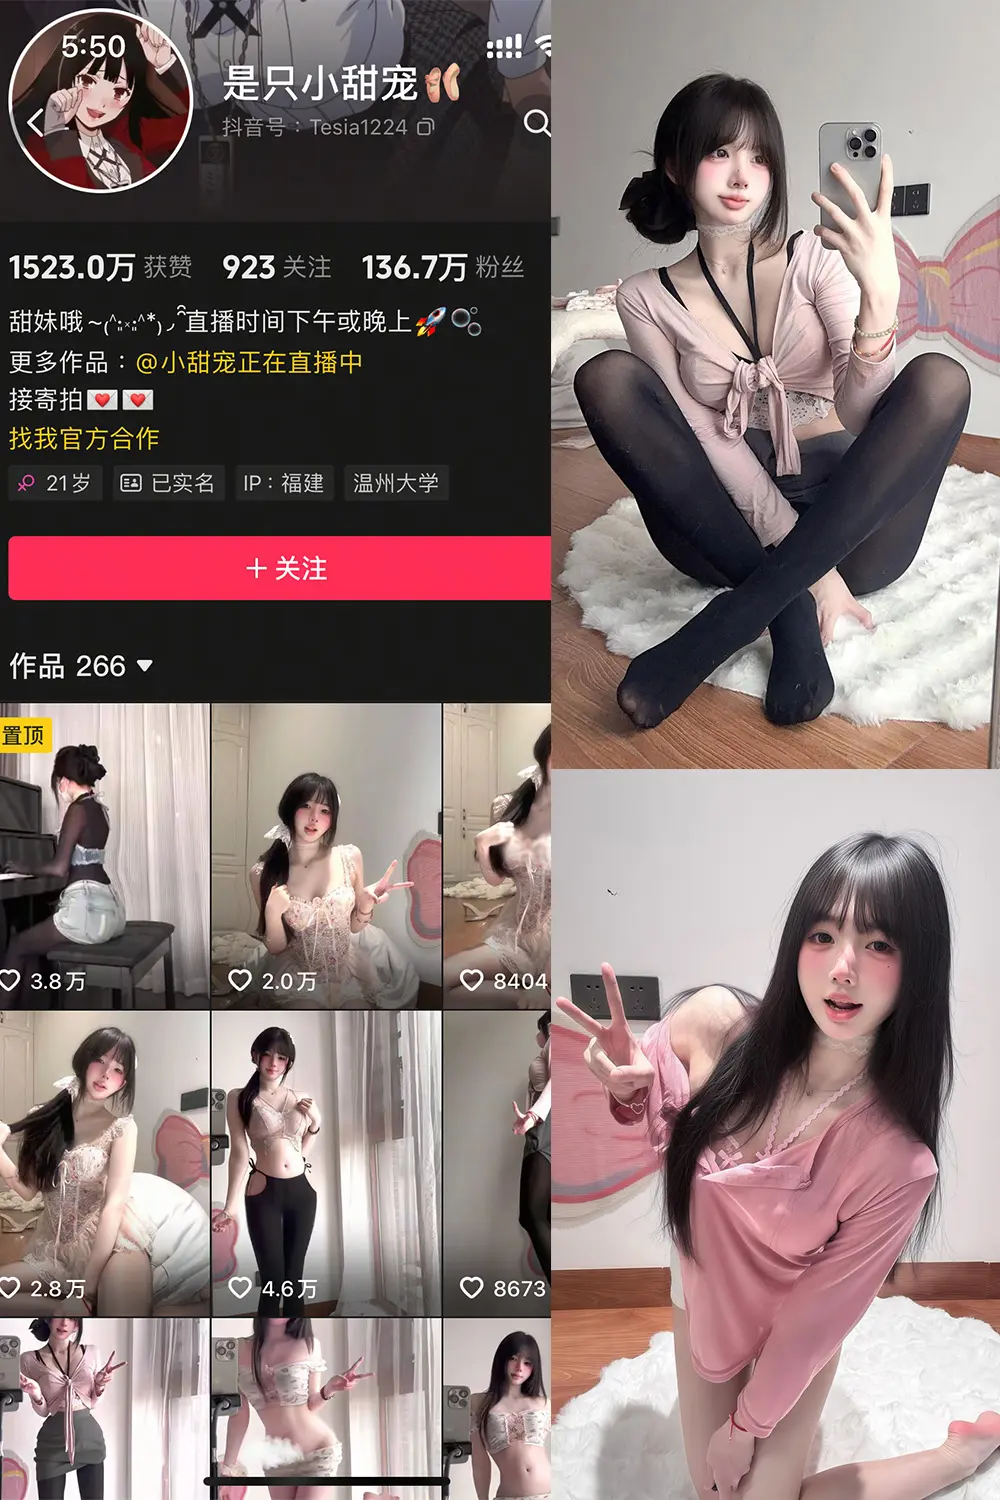 5:50
是只小甜宠
抖音号：Tesia1224
1523.0万 获赞 923 关注 136.7万 粉丝
甜妹哦～(^:×:^*)◞ 直播时间下午或晚上🚀🫧
更多作品：@小甜宠正在直播中
接寄拍💌💌
找我官方合作
21岁 已实名 IP：福建 温州大学
＋关注
作品 266
置顶
3.8万 2.0万 8404
2.8万 4.6万 8673